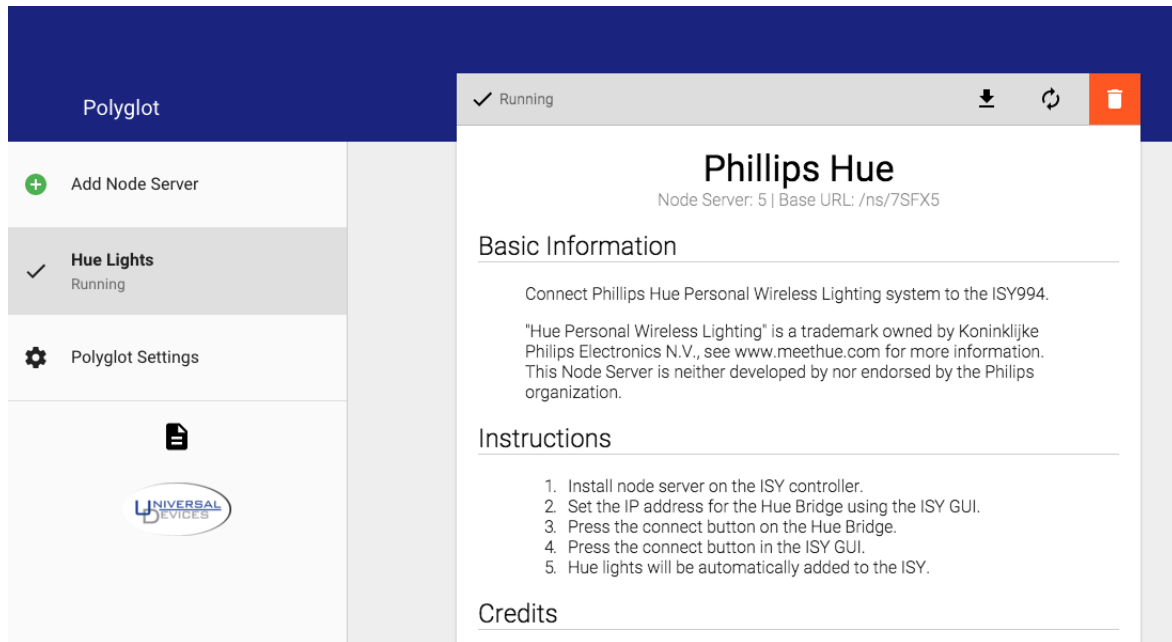 Polyglot
Add Node Server
Hue Lights
Running
Polyglot Settings
UNIVERSAL
DEVICES
Running
Phillips Hue
Node Server: 5 | Base URL: /ns/7SFX5
Basic Information
Connect Phillips Hue Personal Wireless Lighting system to the ISY994.
"Hue Personal Wireless Lighting" is a trademark owned by Koninklijke
Philips Electronics N.V., see www.meethue.com for more information.
This Node Server is neither developed by nor endorsed by the Philips
organization.
Instructions
1. Install node server on the ISY controller.
2. Set the IP address for the Hue Bridge using the ISY GUI.
3. Press the connect button on the Hue Bridge.
4. Press the connect button in the ISY GUI.
5. Hue lights will be automatically added to the ISY.
Credits